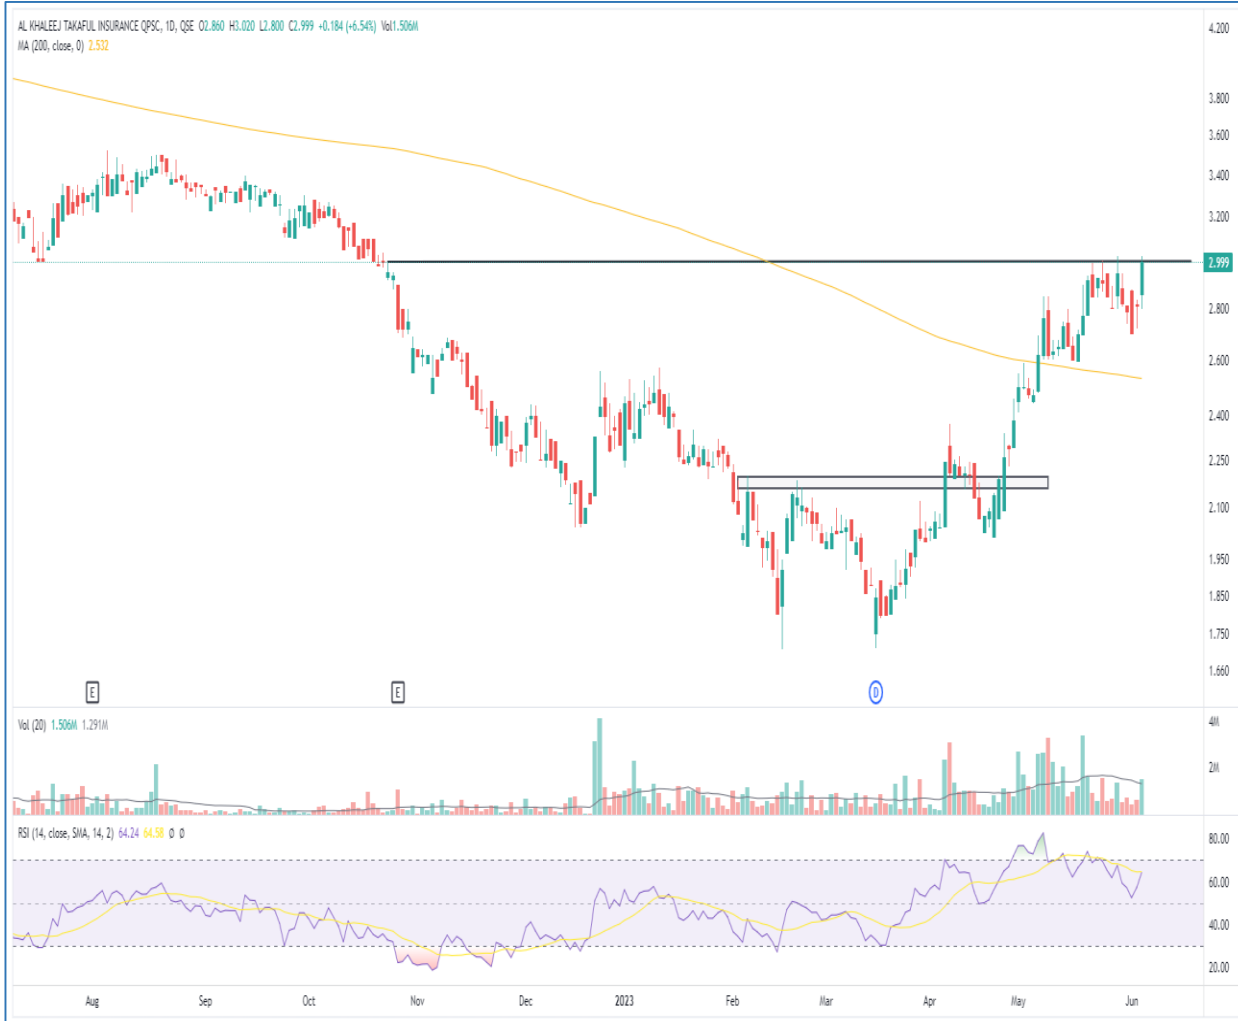 AL KHALEEJ TAKAFUL INSURANCE QPSC, 1D, QSE O2.860 H3.020 L2.800 C2.999 +0.184 (+6.54%) Vol1.506M
MA (200, close, 0) 2.532
4.200
3.800
3.600
3.400
3.200
2.999
2.800
2.600
2.400
2.250
2.100
1.950
1.850
1.750
1.660
E E D
Vol (20) 1.506M 1.291M
4M
2M
RSI (14, close, SMA, 14, 2) 64.24 64.58 Ø Ø
80.00
60.00
40.00
20.00
Aug Sep Oct Nov Dec 2023 Feb Mar Apr May Jun